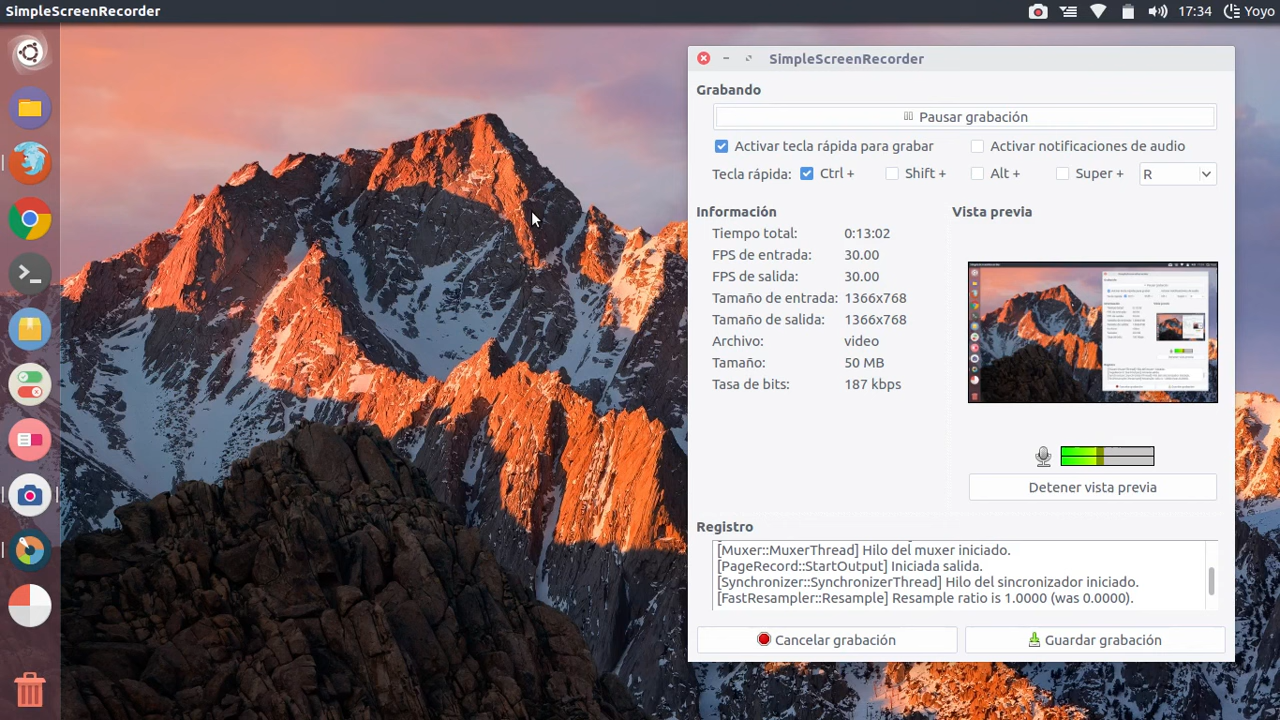 SimpleScreenRecorder
17:34
Yoyo
SimpleScreenRecorder
Grabando
Pausar grabación
Activar tecla rápida para grabar
Activar notificaciones de audio
Tecla rápida: Ctrl + Shift + Alt + Super + R
Información
Vista previa
Tiempo total: 0:13:02
FPS de entrada: 30.00
FPS de salida: 30.00
Tamaño de entrada: 1366x768
Tamaño de salida: 1366x768
Archivo: video
Tamaño: 50 MB
Tasa de bits: 187 kbps
Detener vista previa
Registro
[Muxer::MuxerThread] Hilo del muxer iniciado.
[PageRecord::StartOutput] Iniciada salida.
[Synchronizer::SynchronizerThread] Hilo del sincronizador iniciado.
[FastResampler::Resample] Resample ratio is 1.0000 (was 0.0000).
Cancelar grabación
Guardar grabación